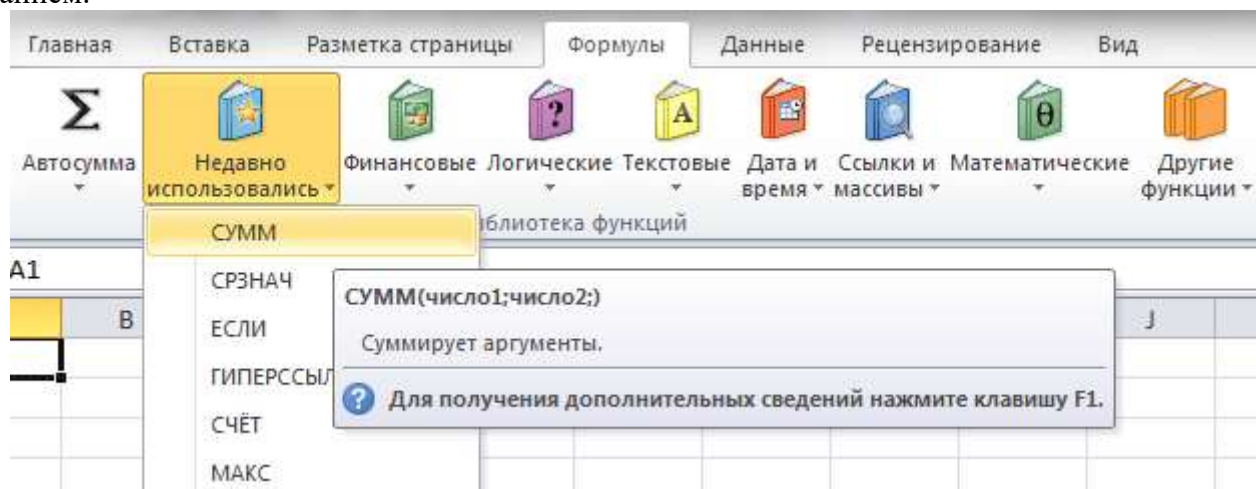 Главная Вставка Разметка страницы Формулы Данные Рецензирование Вид
Σ
Автосумма
Недавно использовались
Финансовые
Логические
Текстовые
Дата и время
Ссылки и массивы
Математические
Другие функции
функций
СУММ
A1
СРЗНАЧ
СУММ(число1;число2;)
B
J
ЕСЛИ
Суммирует аргументы.
Для получения дополнительных сведений нажмите клавишу F1.
СЧЁТ
МАКС